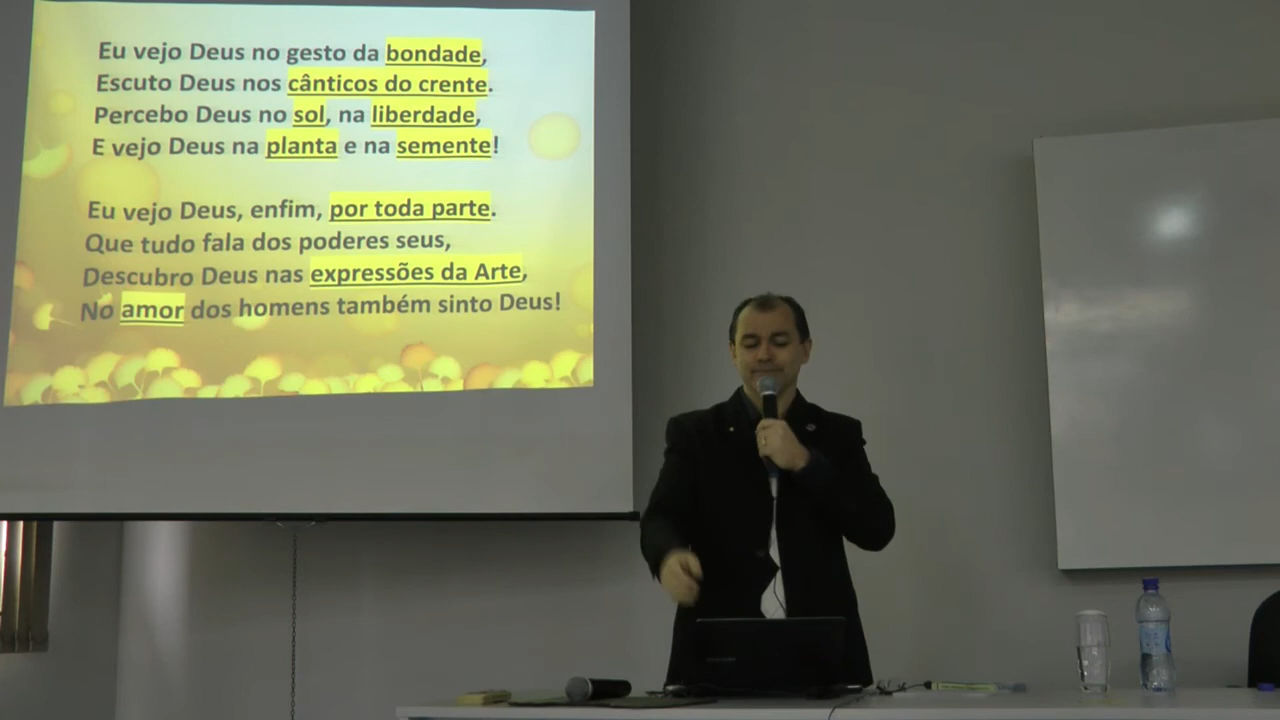 Eu vejo Deus no gesto da bondade,
Escuto Deus nos cânticos do crente.
Percebo Deus no sol, na liberdade,
E vejo Deus na planta e na semente!
Eu vejo Deus, enfim, por toda parte.
Que tudo fala dos poderes seus,
Descubro Deus nas expressões da Arte,
No amor dos homens também sinto Deus!